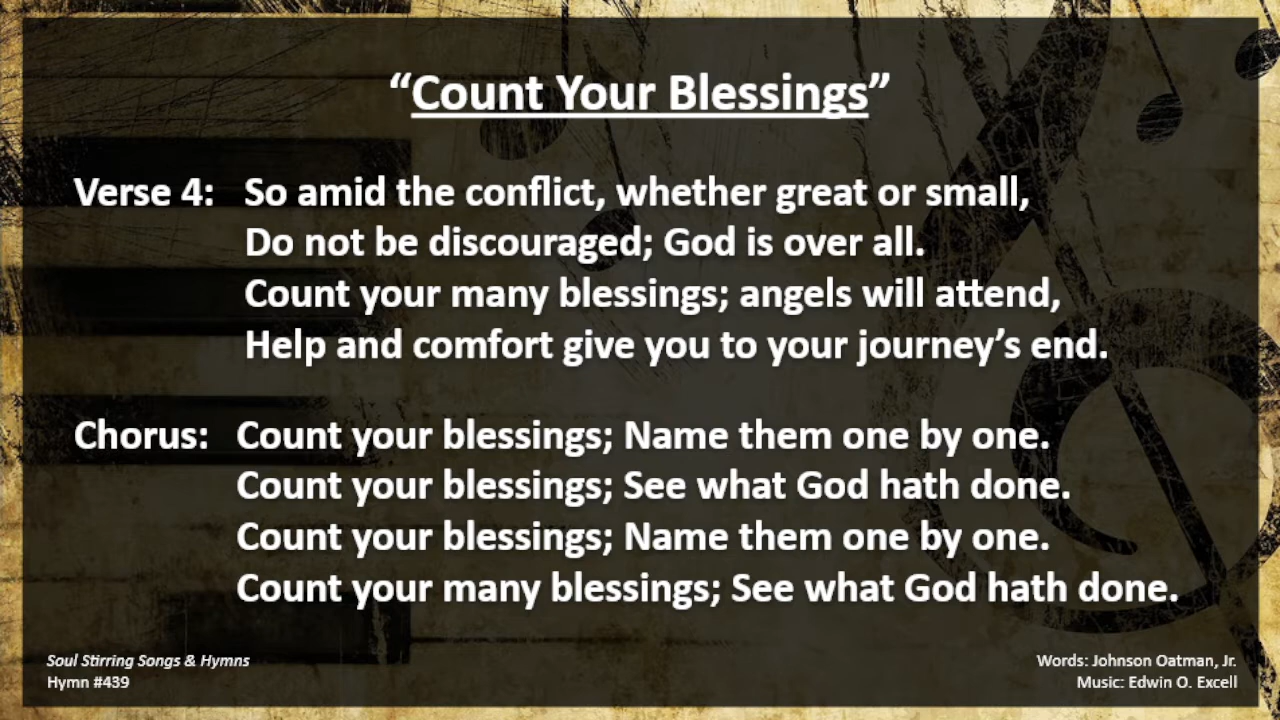 “Count Your Blessings”
Verse 4: So amid the conflict, whether great or small,
Do not be discouraged; God is over all.
Count your many blessings; angels will attend,
Help and comfort give you to your journey’s end.
Chorus: Count your blessings; Name them one by one.
Count your blessings; See what God hath done.
Count your blessings; Name them one by one.
Count your many blessings; See what God hath done.
Soul Stirring Songs & Hymns
Hymn #439
Words: Johnson Oatman, Jr.
Music: Edwin O. Excell